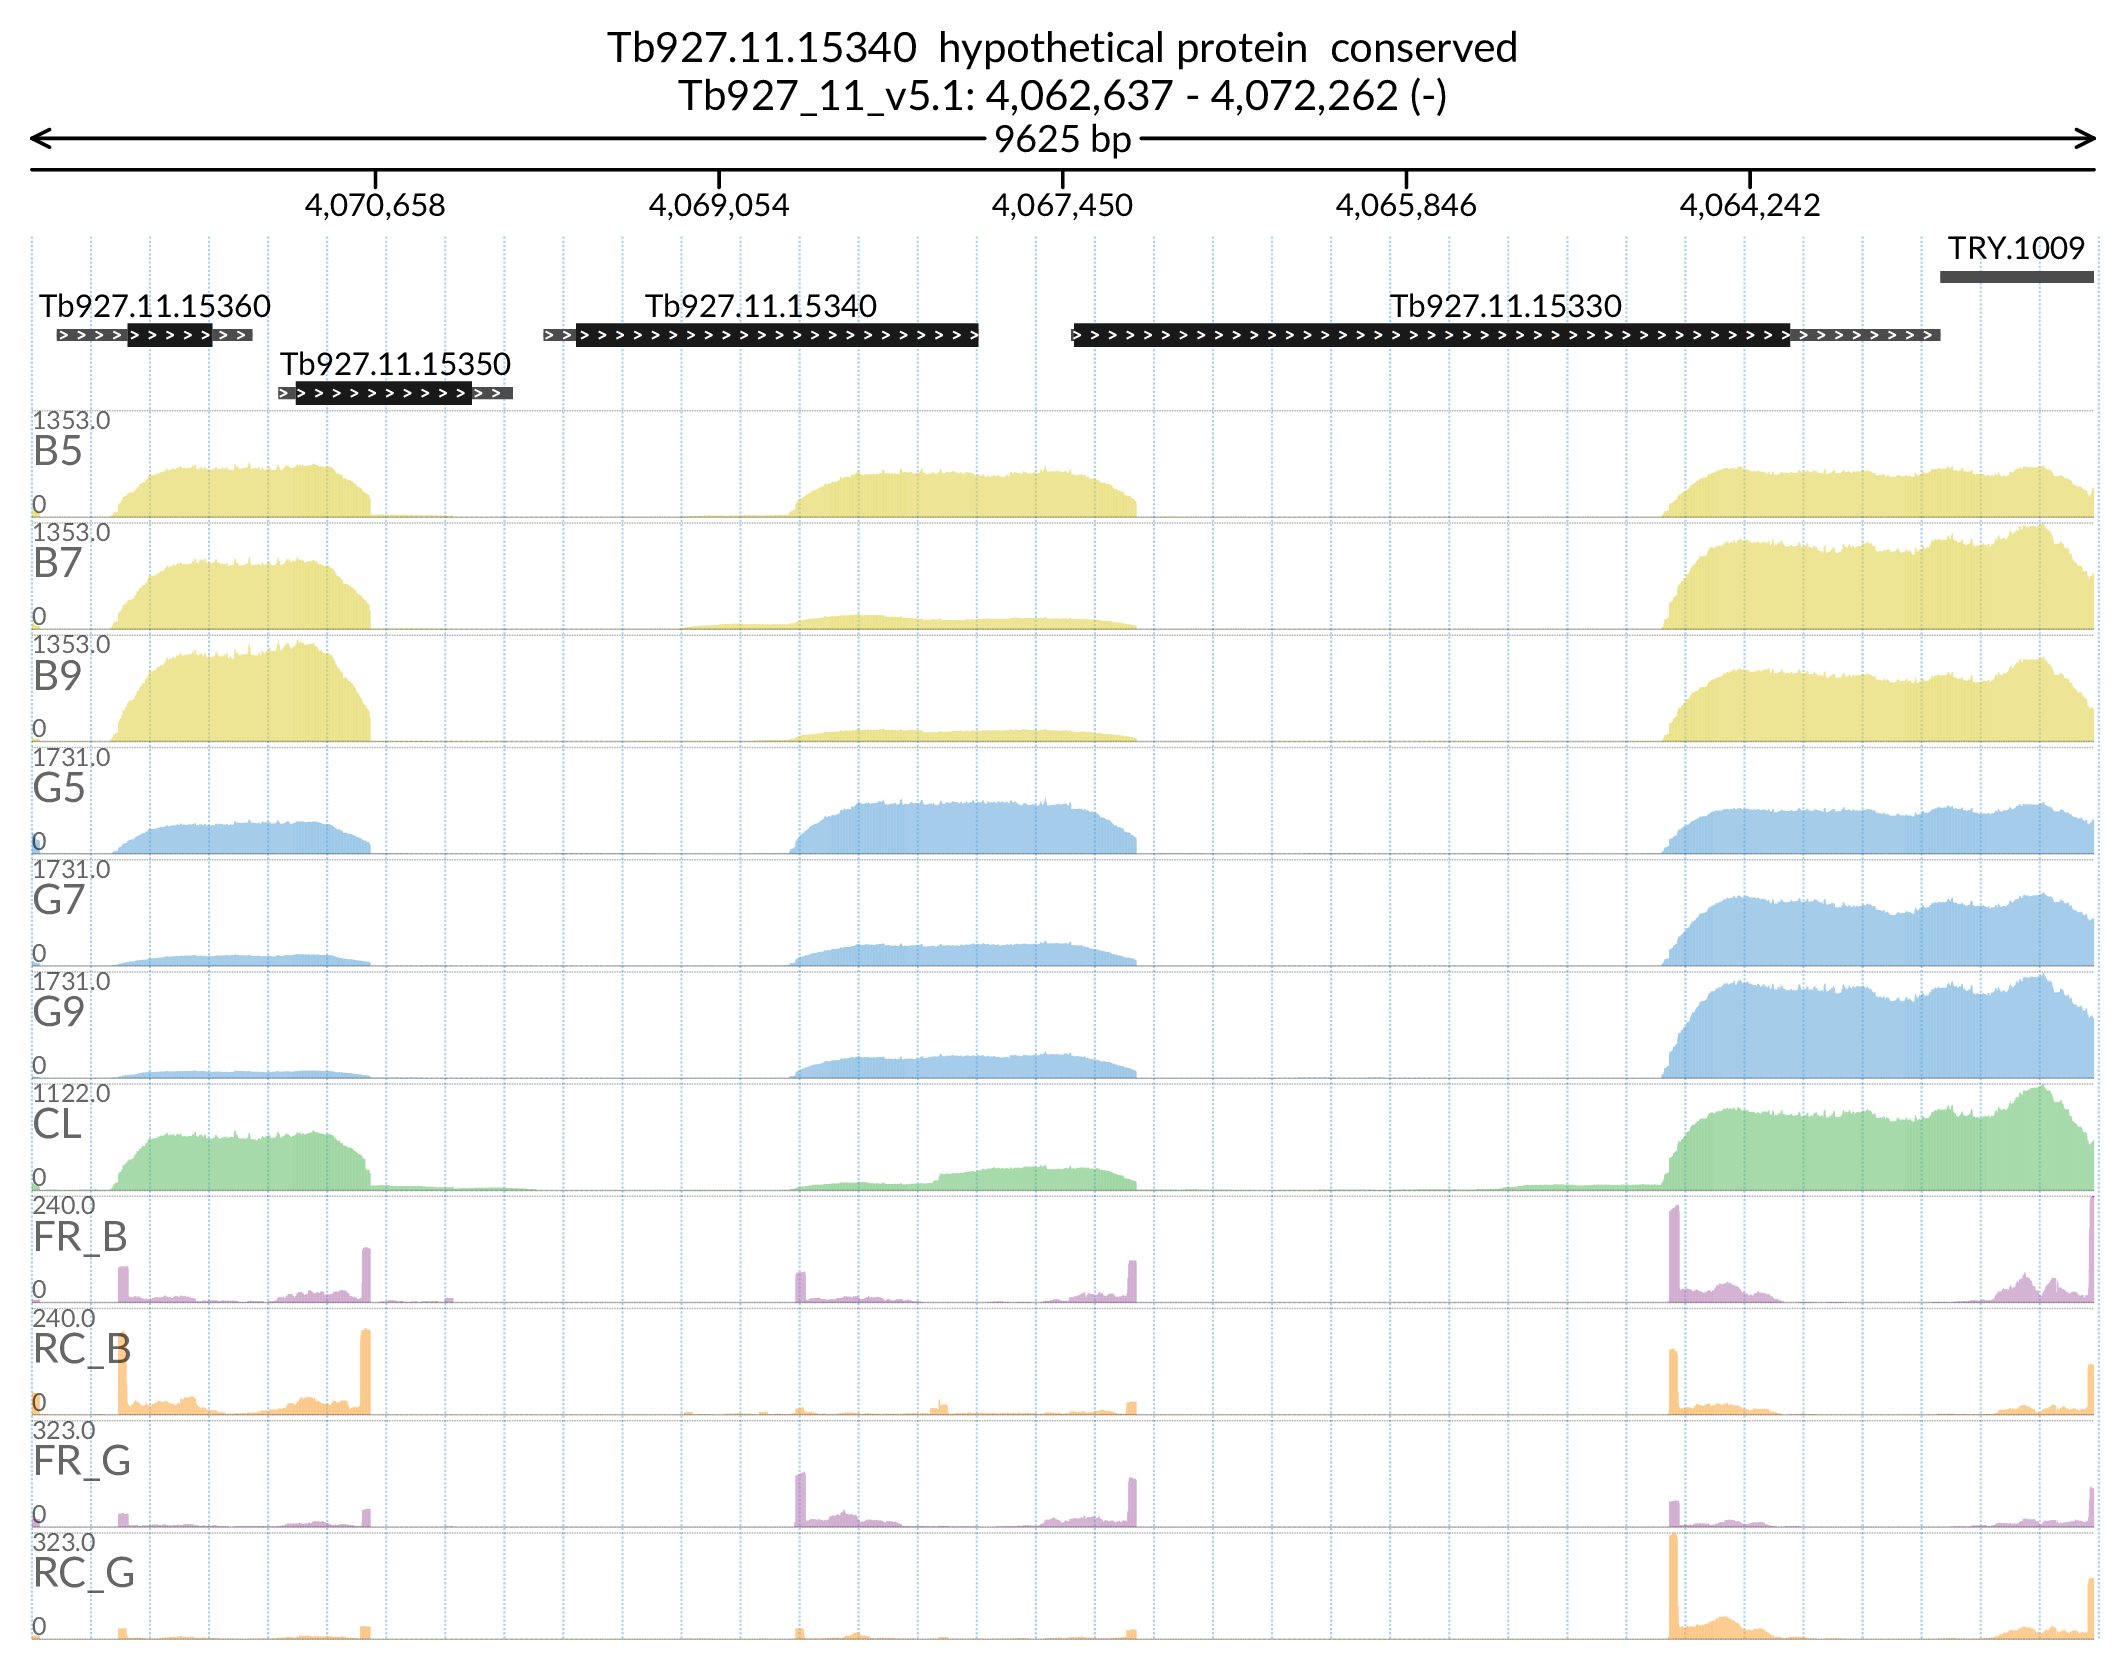 Tb927.11.15340 hypothetical protein conserved
Tb927_11_v5.1: 4,062,637 - 4,072,262 (-)
9625 bp
4,070,658 4,069,054 4,067,450 4,065,846 4,064,242
TRY.1009
Tb927.11.15360 Tb927.11.15340 Tb927.11.15330
Tb927.11.15350
1353.0
B5
0
1353.0
B7
0
1353.0
B9
0
1731.0
G5
0
1731.0
G7
0
1731.0
G9
0
1122.0
CL
0
240.0
FR_B
0
240.0
RC_B
0
323.0
FR_G
0
323.0
RC_G
0